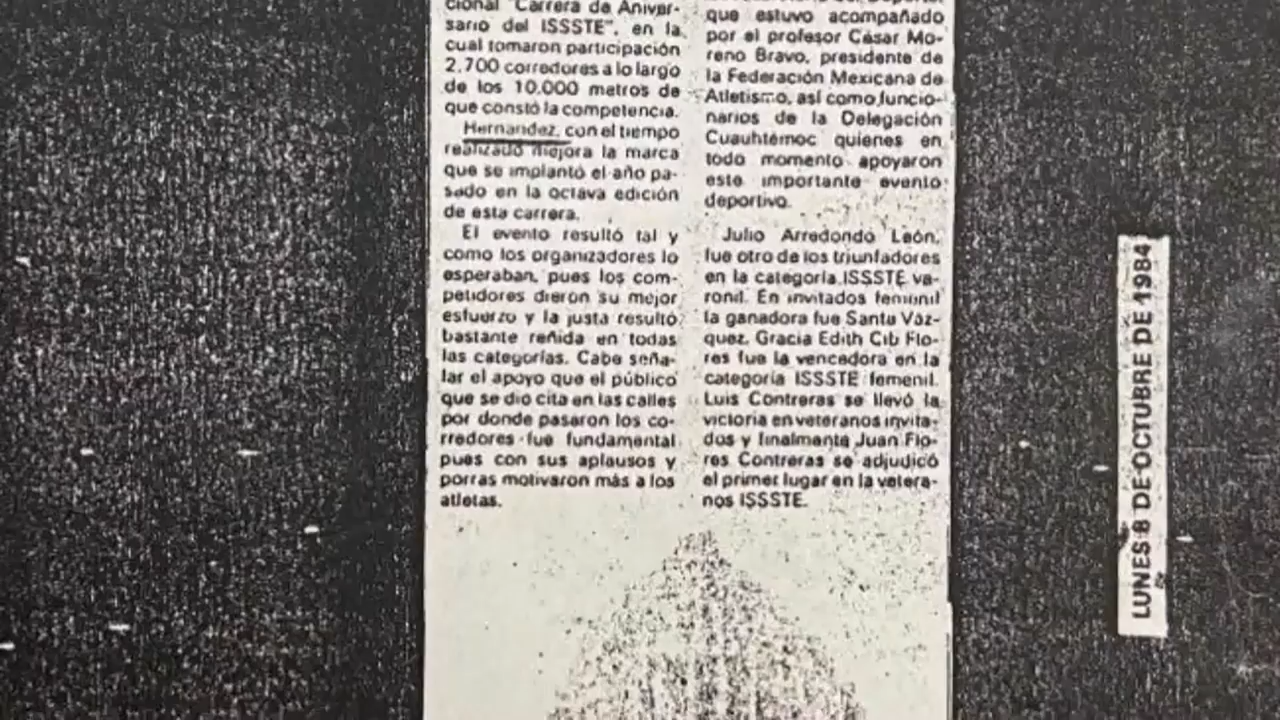 cional "Carrera de Aniver-
sario del ISSSTE", en la
cual tomaron participación
2.700 corredores a lo largo
de los 10.000 metros de
que constó la competencia.
Hernandez, con el tiempo
realizado mejora la marca
que se implantó el año pa-
sado en la octava edición
de esta carrera.
El evento resultó tal y
como los organizadores lo
esperaban, pues los com-
petidores dieron su mejor
esfuerzo y la justa resultó
bastante reñida en todas
las categorías. Cabe seña-
lar el apoyo que el público
que se dio cita en las calles
por donde pasaron los co-
rredores fue fundamental
pues con sus aplausos y
porras motivaron más a los
atletas.
que estuvo acompañado
por el profesor César Mo-
reno Bravo, presidente de
la Federación Mexicana de
Atletismo, así como funcio-
narios de la Delegación
Cuauhtémoc quienes en
todo momento apoyaron
este importante evento
deportivo.
Julio Arredondo León,
fue otro de los triunfadores
en la categoría ISSSTE va-
ronil. En invitados femenil
la ganadora fue Santa Váz-
quez. Gracia Edith Cib Flo-
res fue la vencedora en la
categoría ISSSTE femenil.
Luis Contreras se llevó la
victoria en veteranos invita-
dos y finalmente Juan Flo-
res Contreras se adjudicó
el primer lugar en la vetera-
nos ISSSTE.
LUNES 8 DE OCTUBRE DE 1984